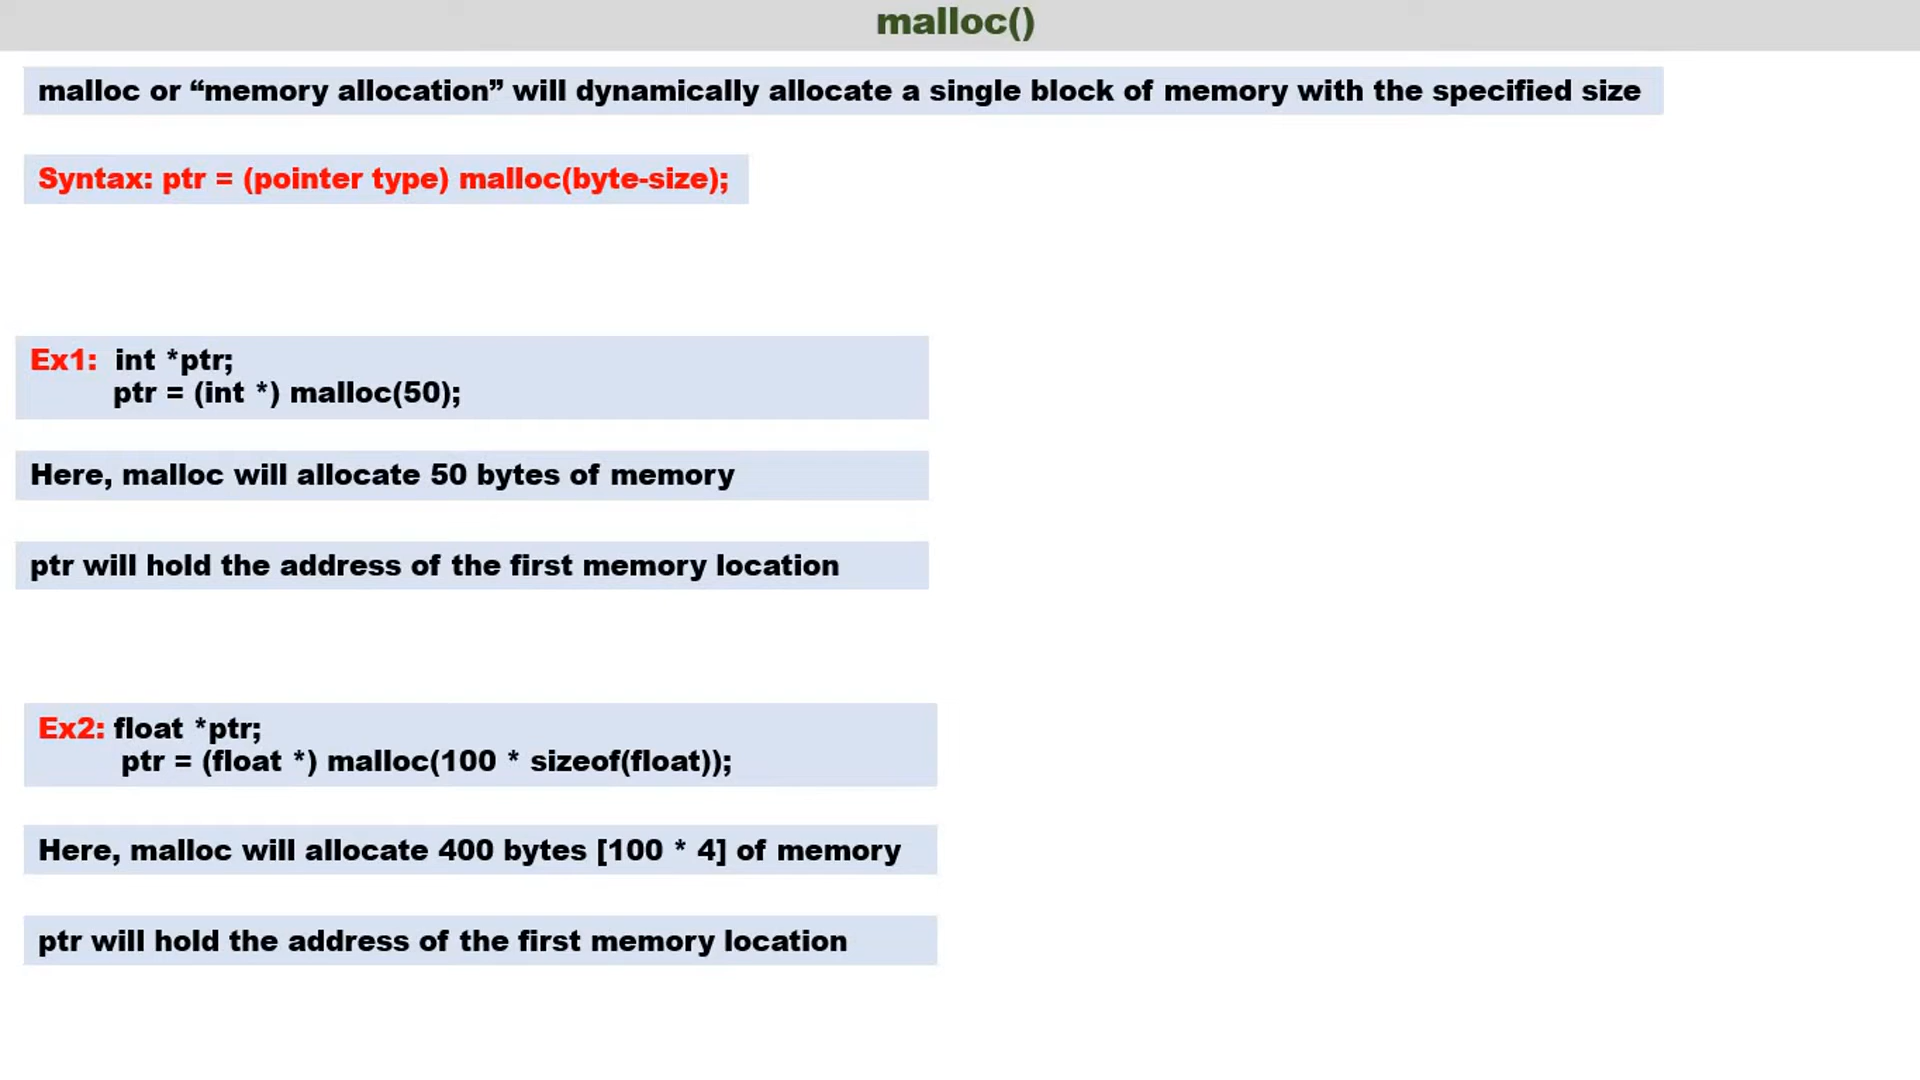 malloc()
malloc or “memory allocation” will dynamically allocate a single block of memory with the specified size
Syntax: ptr = (pointer type) malloc(byte-size);
Ex1: int *ptr;
ptr = (int *) malloc(50);
Here, malloc will allocate 50 bytes of memory
ptr will hold the address of the first memory location
Ex2: float *ptr;
ptr = (float *) malloc(100 * sizeof(float));
Here, malloc will allocate 400 bytes [100 * 4] of memory
ptr will hold the address of the first memory location